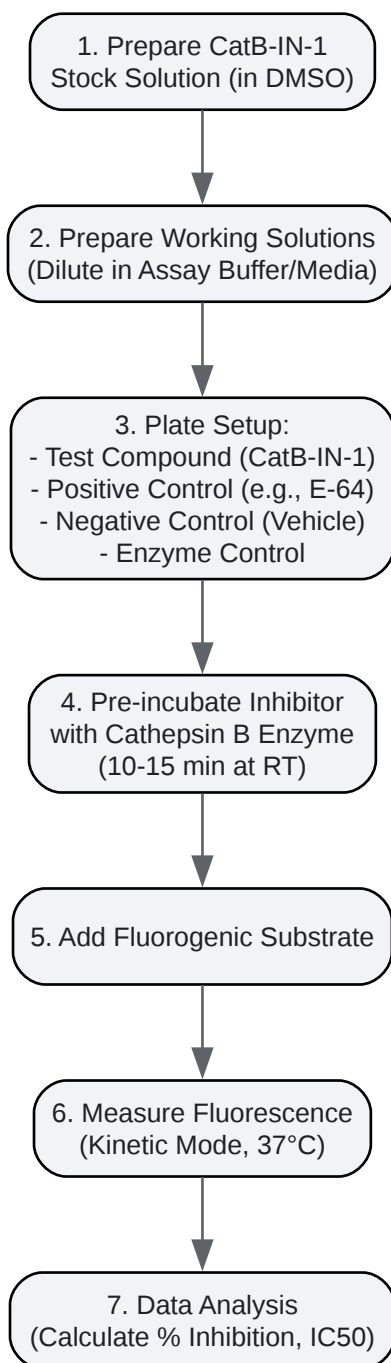 1. Prepare CatB-IN-1
Stock Solution (in DMSO)
2. Prepare Working Solutions
(Dilute in Assay Buffer/Media)
3. Plate Setup:
- Test Compound (CatB-IN-1)
- Positive Control (e.g., E-64)
- Negative Control (Vehicle)
- Enzyme Control
4. Pre-incubate Inhibitor
with Cathepsin B Enzyme
(10-15 min at RT)
5. Add Fluorogenic Substrate
6. Measure Fluorescence
(Kinetic Mode, 37°C)
7. Data Analysis
(Calculate % Inhibition, IC50)